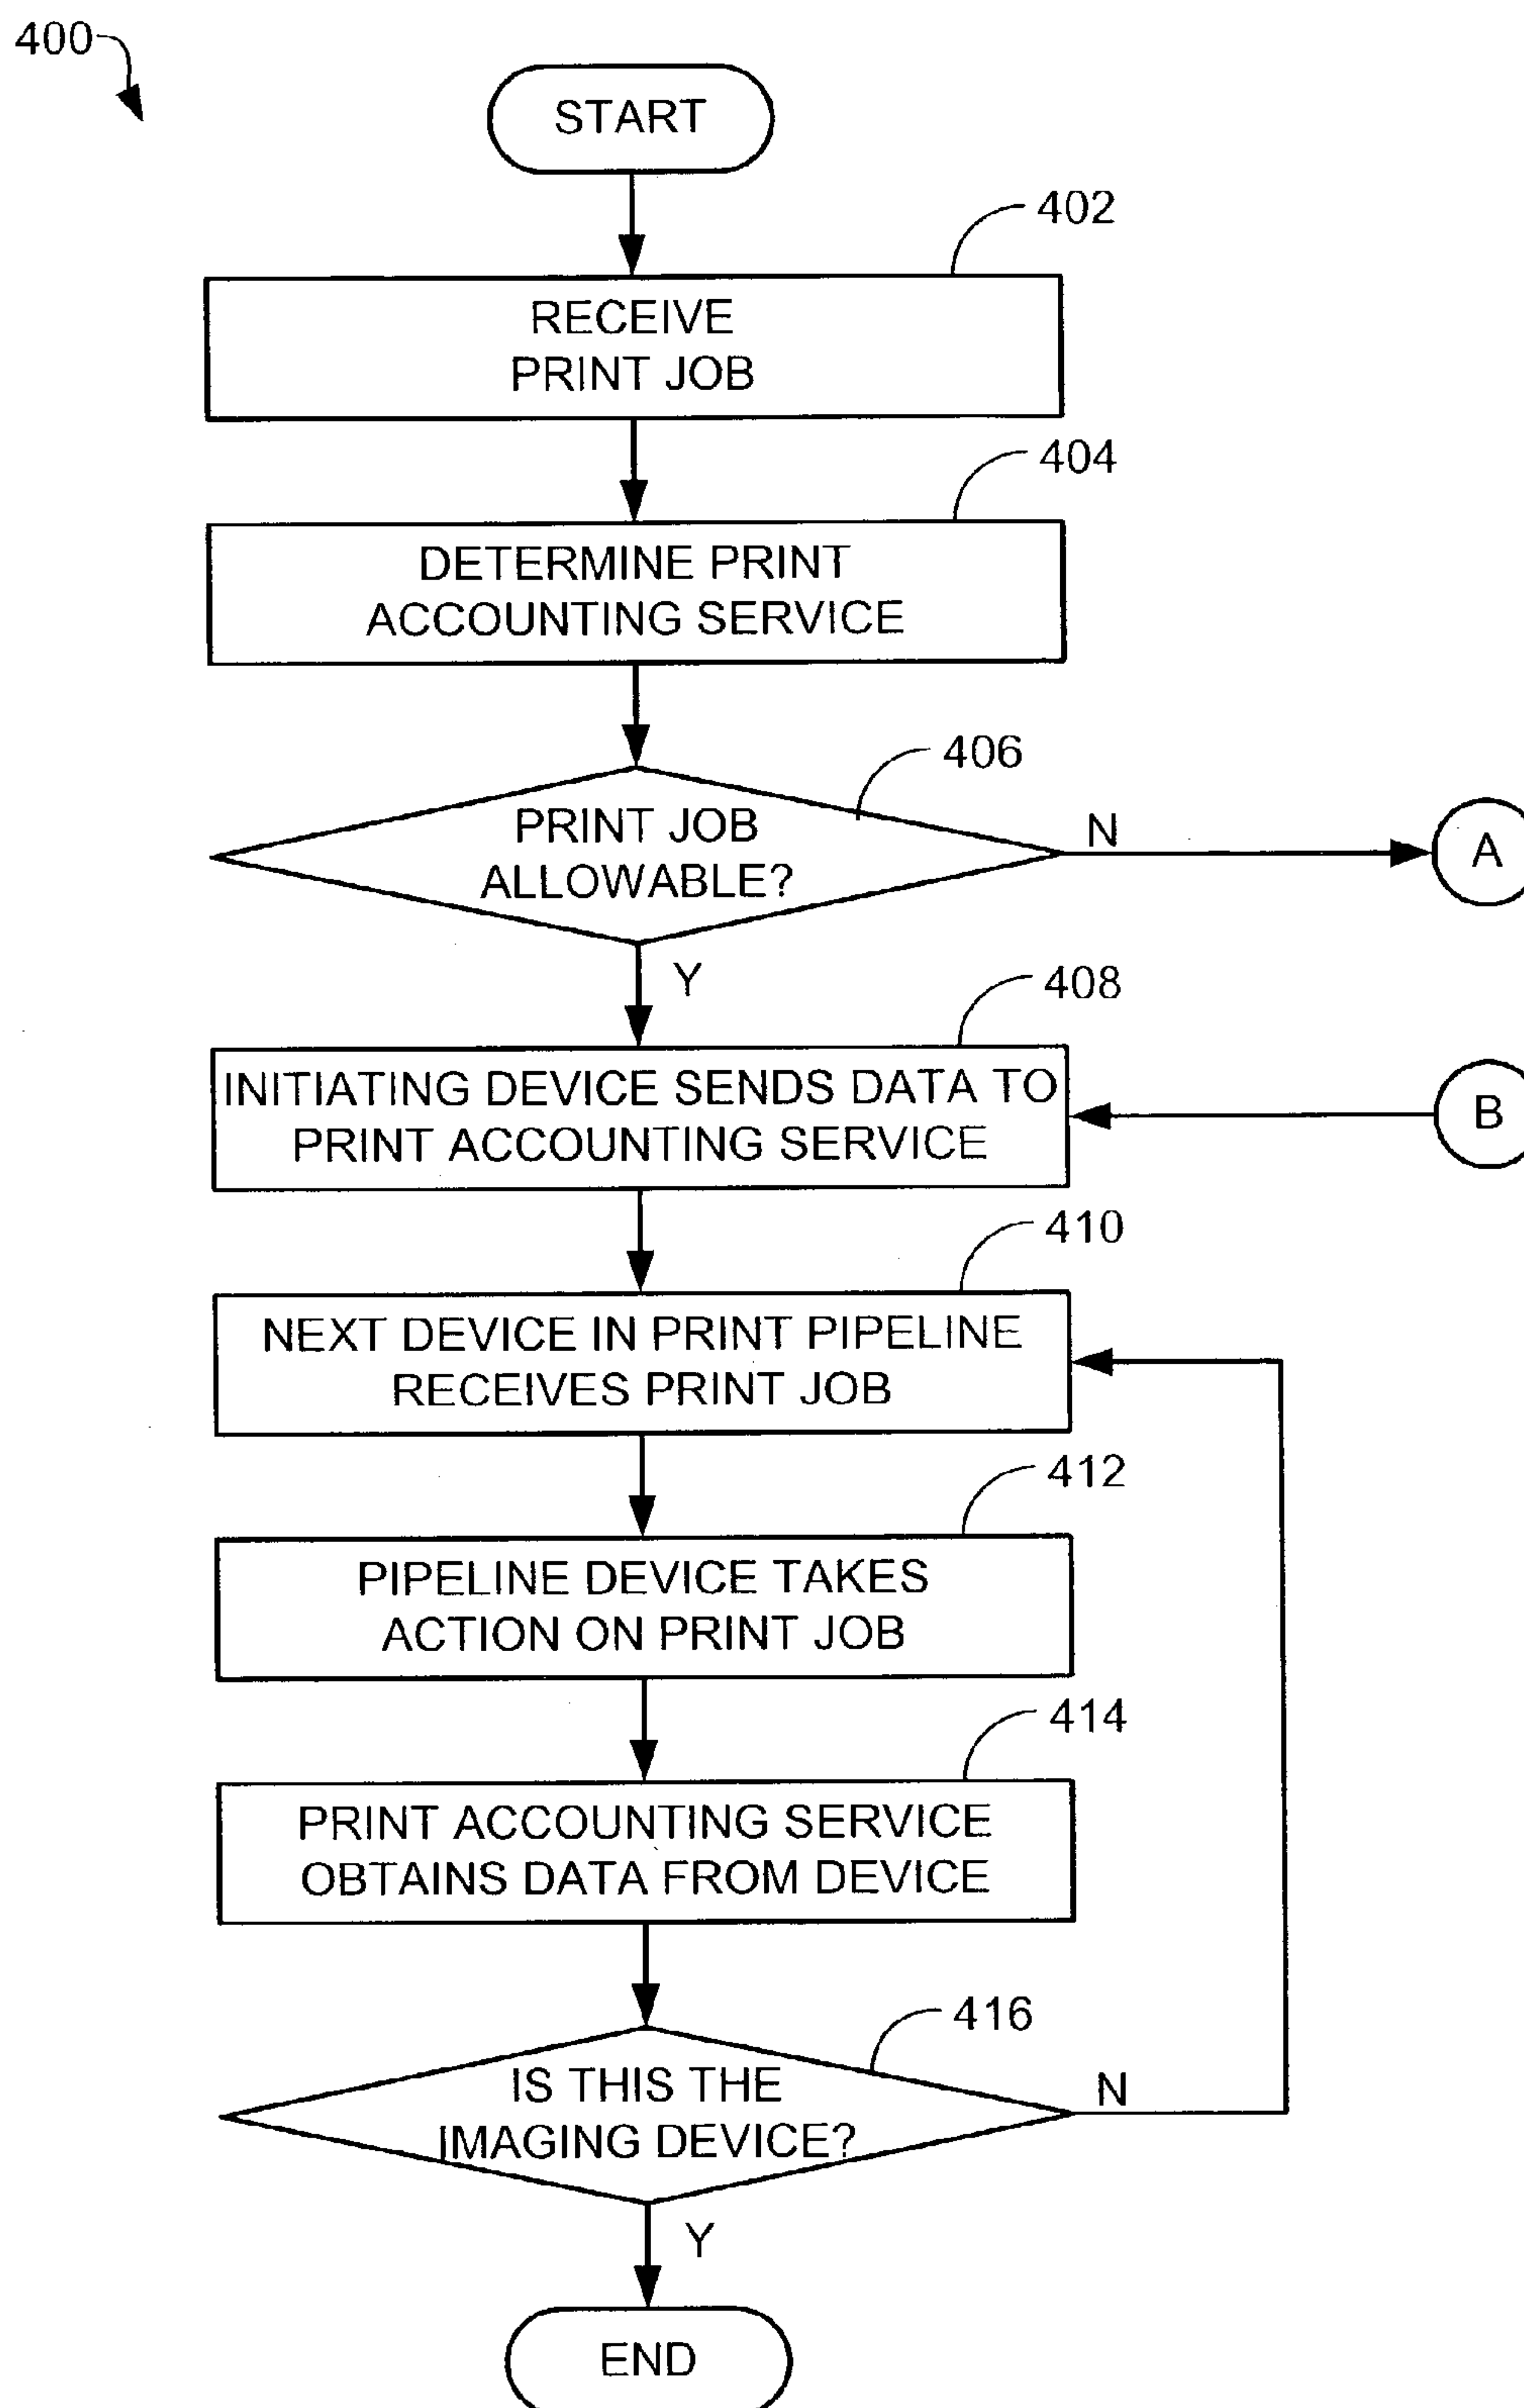 400
START
402
RECEIVE
PRINT JOB
404
DETERMINE PRINT
ACCOUNTING SERVICE
406
PRINT JOB
ALLOWABLE?
N
A
Y
408
INITIATING DEVICE SENDS DATA TO
PRINT ACCOUNTING SERVICE
B
410
NEXT DEVICE IN PRINT PIPELINE
RECEIVES PRINT JOB
412
PIPELINE DEVICE TAKES
ACTION ON PRINT JOB
414
PRINT ACCOUNTING SERVICE
OBTAINS DATA FROM DEVICE
416
IS THIS THE
IMAGING DEVICE?
N
Y
END